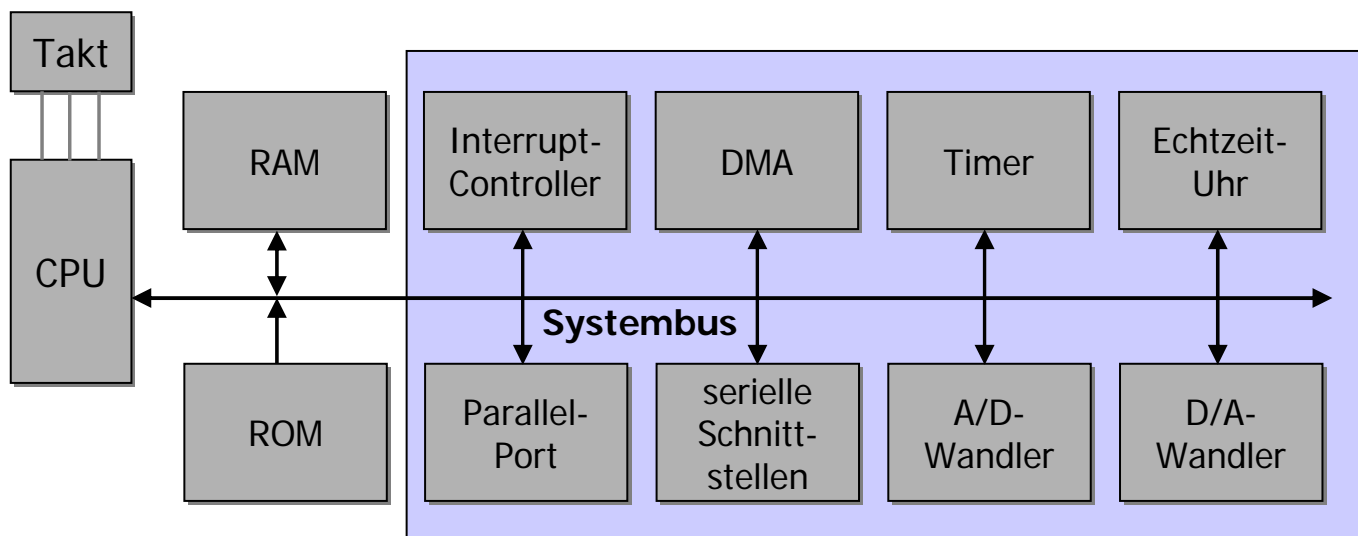 Takt
CPU
RAM
ROM
Interrupt-
Controller
DMA
Timer
Echtzeit-
Uhr
Systembus
Parallel-
Port
serielle
Schnitt-
stellen
A/D-
Wandler
D/A-
Wandler